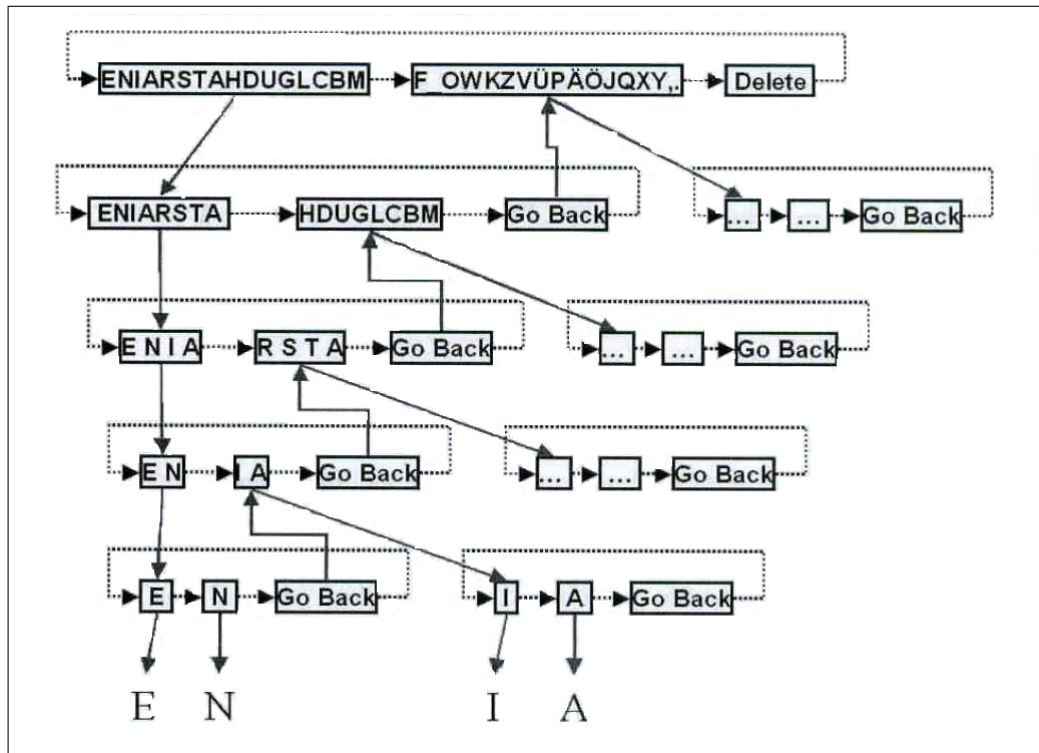 ENIARSTAHDUGLCBM F_OWKZVÜPÄÖJQXY,. Delete
ENIARSTA HDUGLCBM Go Back ... ... Go Back
E N I A R S T A Go Back ... ... Go Back
E N I A Go Back ... ... Go Back
E N Go Back I A Go Back
E N I A